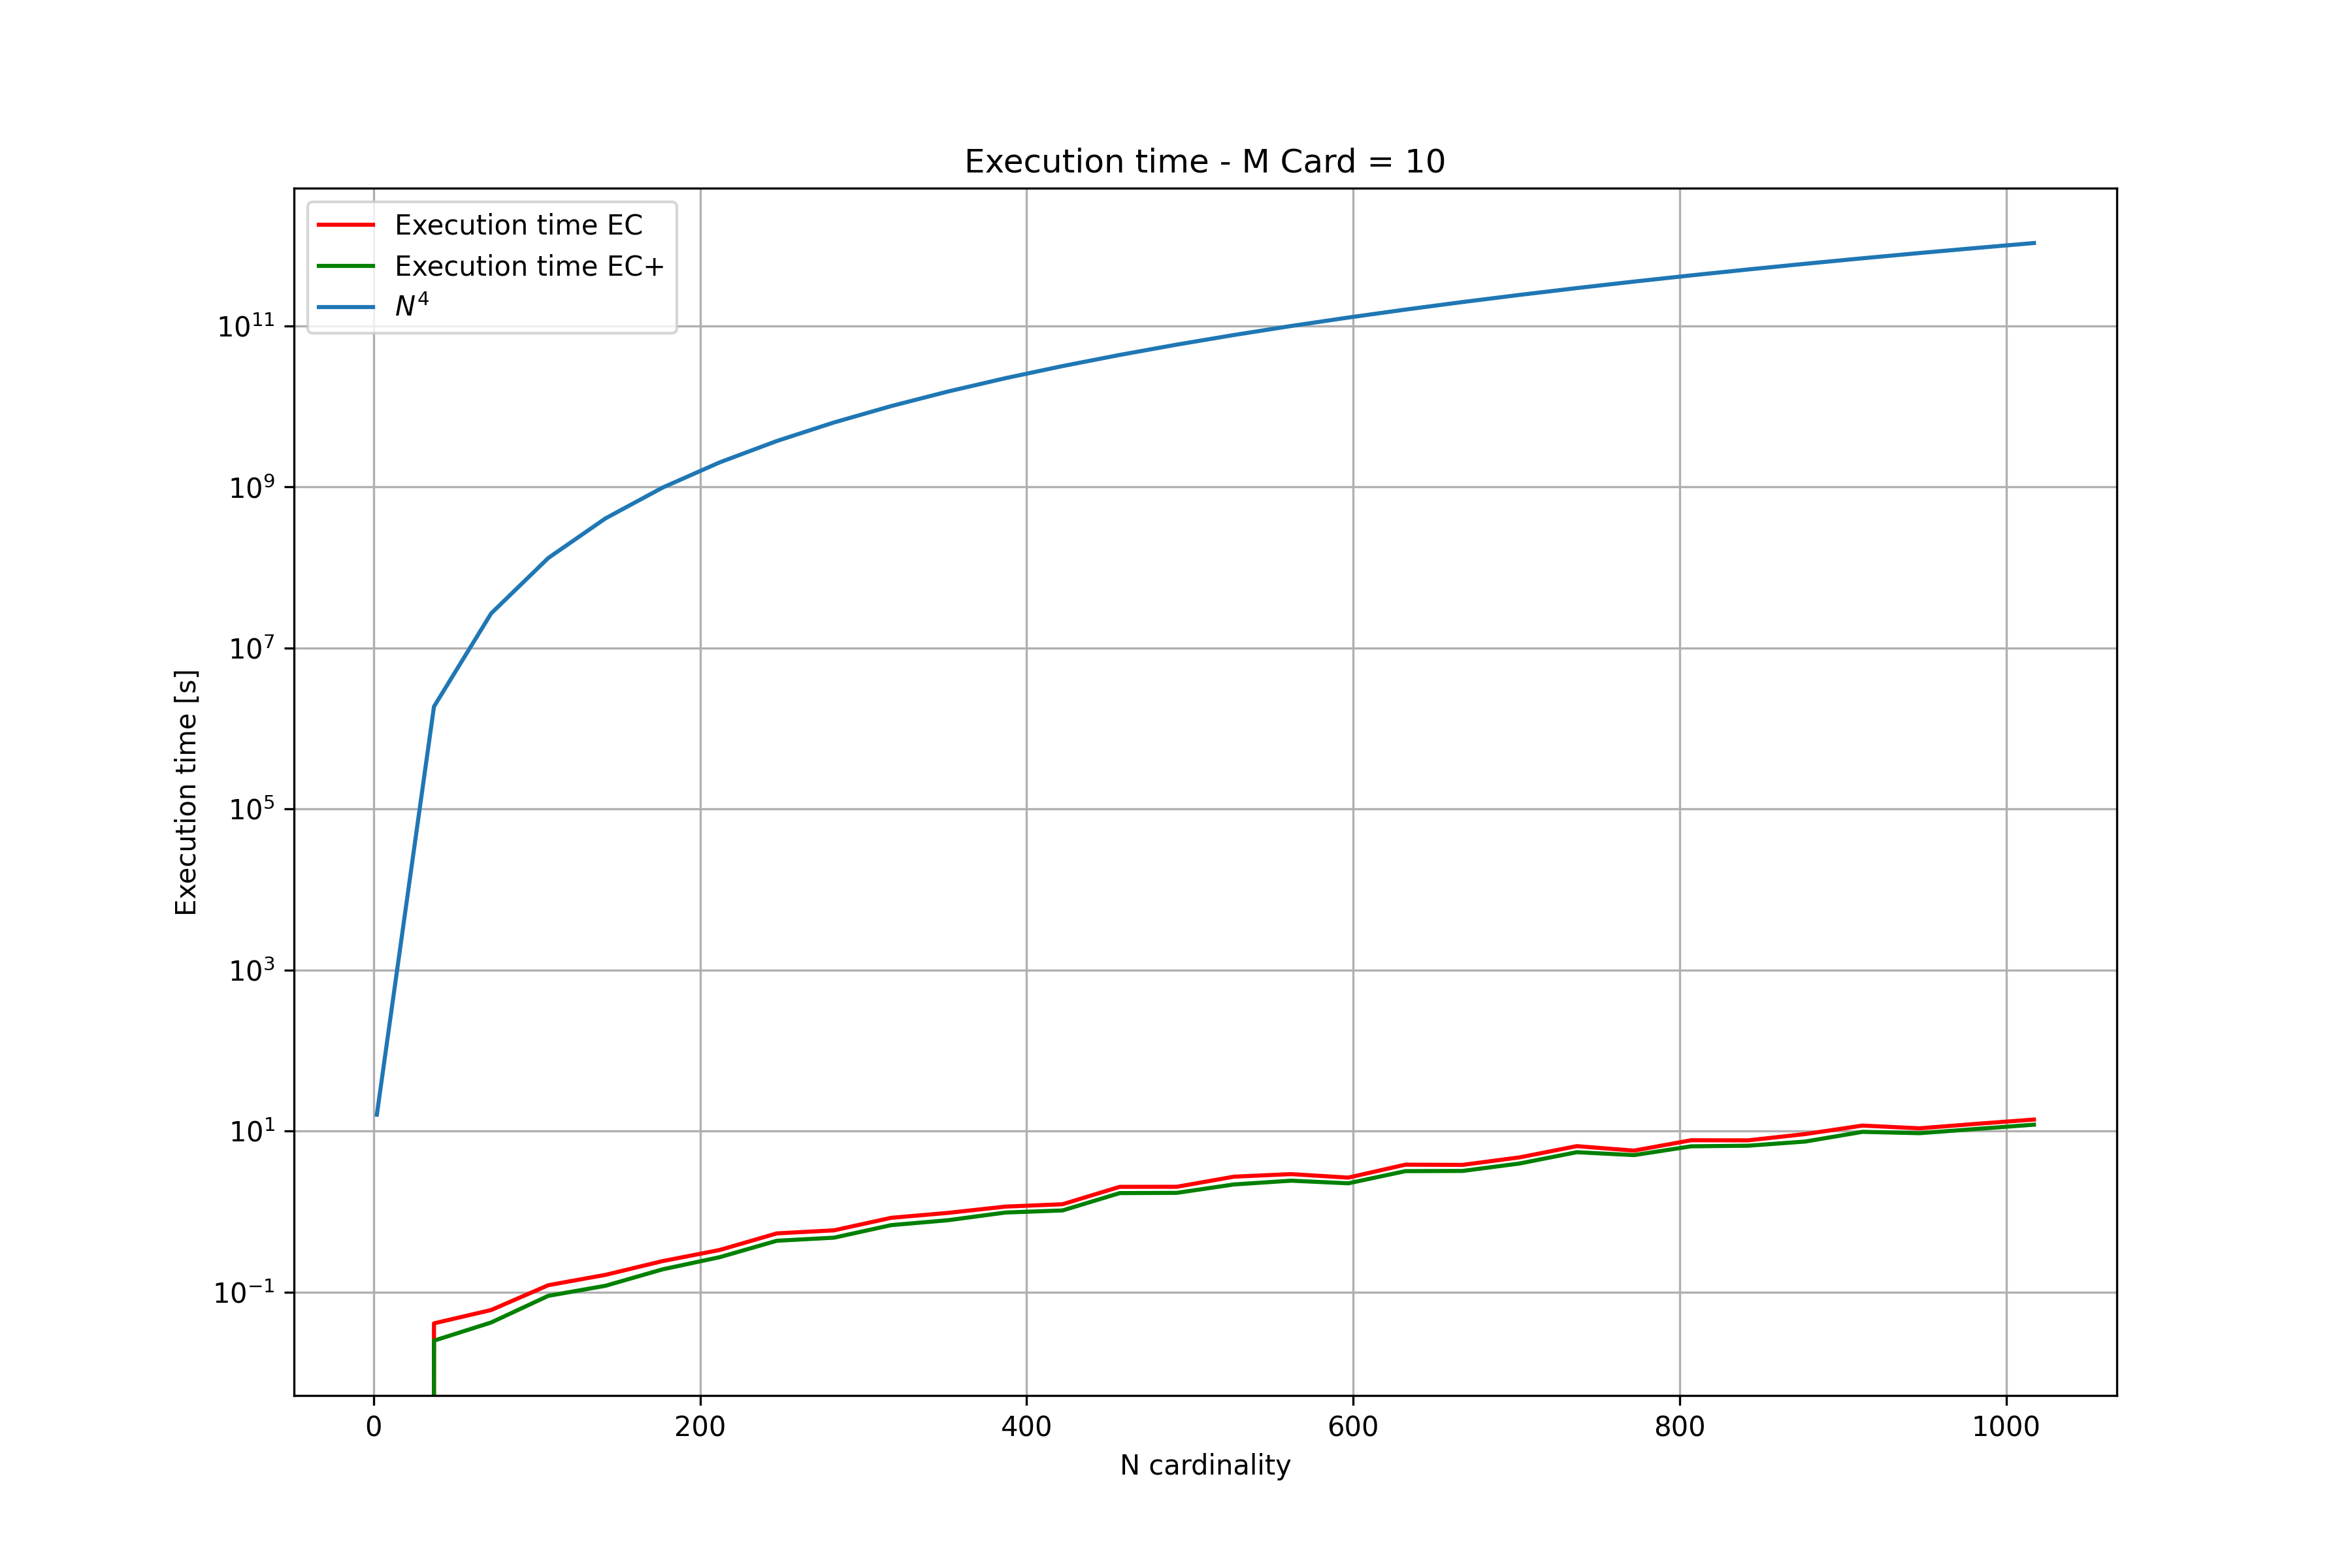 Execution time - M Card = 10
Execution time EC
Execution time EC+
N⁴
10¹¹
10⁹
10⁷
10⁵
10³
10¹
10⁻¹
Execution time [s]
0 200 400 600 800 1000
N cardinality